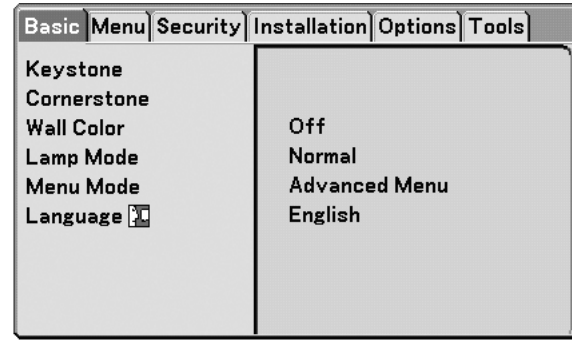 Basic Menu Security Installation Options Tools
Keystone
Cornerstone
Wall Color Off
Lamp Mode Normal
Menu Mode Advanced Menu
Language English